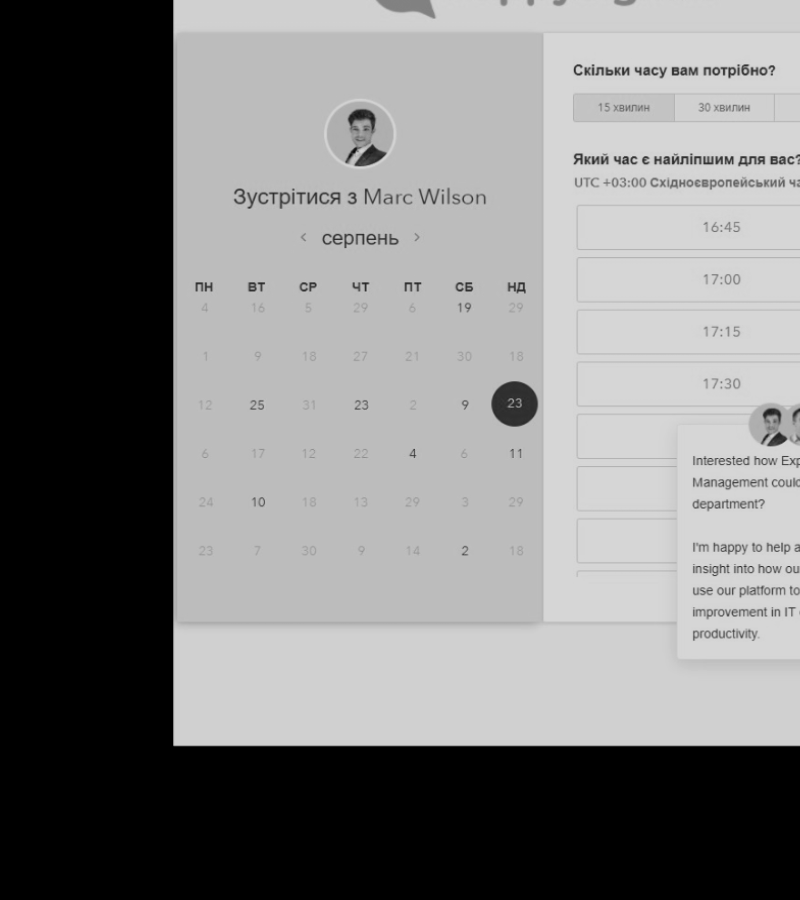 Зустрітися з Marc Wilson
< серпень >
ПН ВТ СР ЧТ ПТ СБ НД
4 16 5 29 6 19 29
1 9 18 27 21 30 18
12 25 31 23 2 9 23
6 17 12 22 4 6 11
24 10 18 13 29 3 29
23 7 30 9 14 2 18
Скільки часу вам потрібно?
15 хвилин 30 хвилин
Який час є найліпшим для вас?
UTC +03:00 Східноєвропейський ча
16:45
17:00
17:15
17:30
Interested how Exp
Management could
department?
I'm happy to help a
insight into how ou
use our platform to
improvement in IT
productivity.